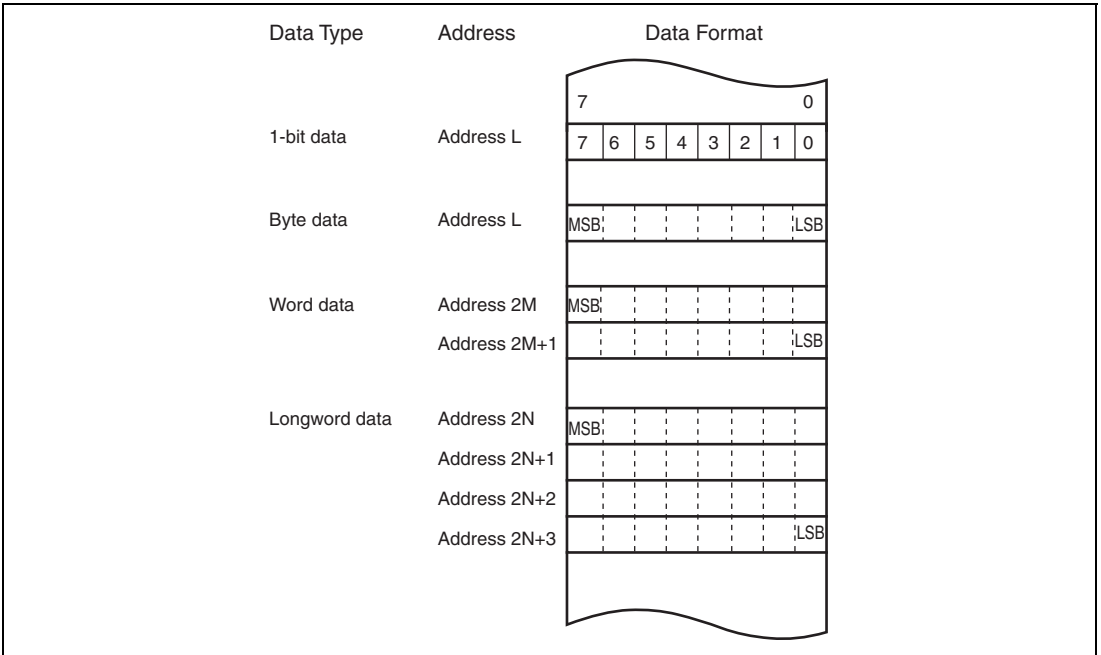 Data Type Address Data Format
7 0
1-bit data Address L 7 6 5 4 3 2 1 0
Byte data Address L MSB LSB
Word data Address 2M MSB
Address 2M+1 LSB
Longword data Address 2N MSB
Address 2N+1
Address 2N+2
Address 2N+3 LSB